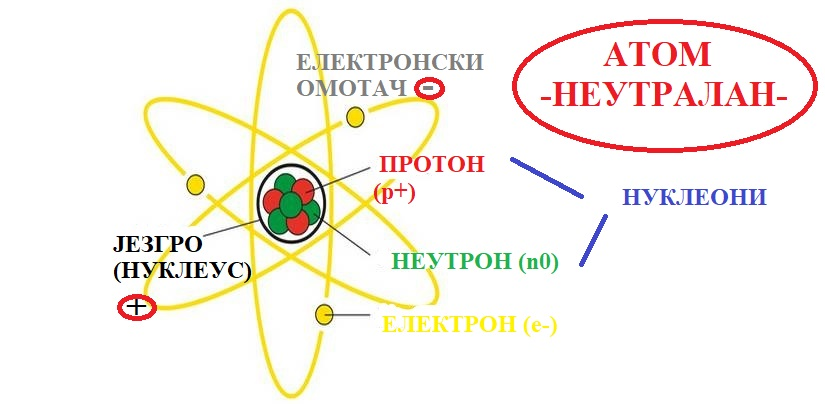 ЕЛЕКТРОНСКИ
ОМОТАЧ -
АТОМ
-НЕУТРАЛАН-
ПРОТОН
(p+)
НУКЛЕОНИ
ЈЕЗГРО
(НУКЛЕУС)
+
НЕУТРОН (n0)
ЕЛЕКТРОН (e-)